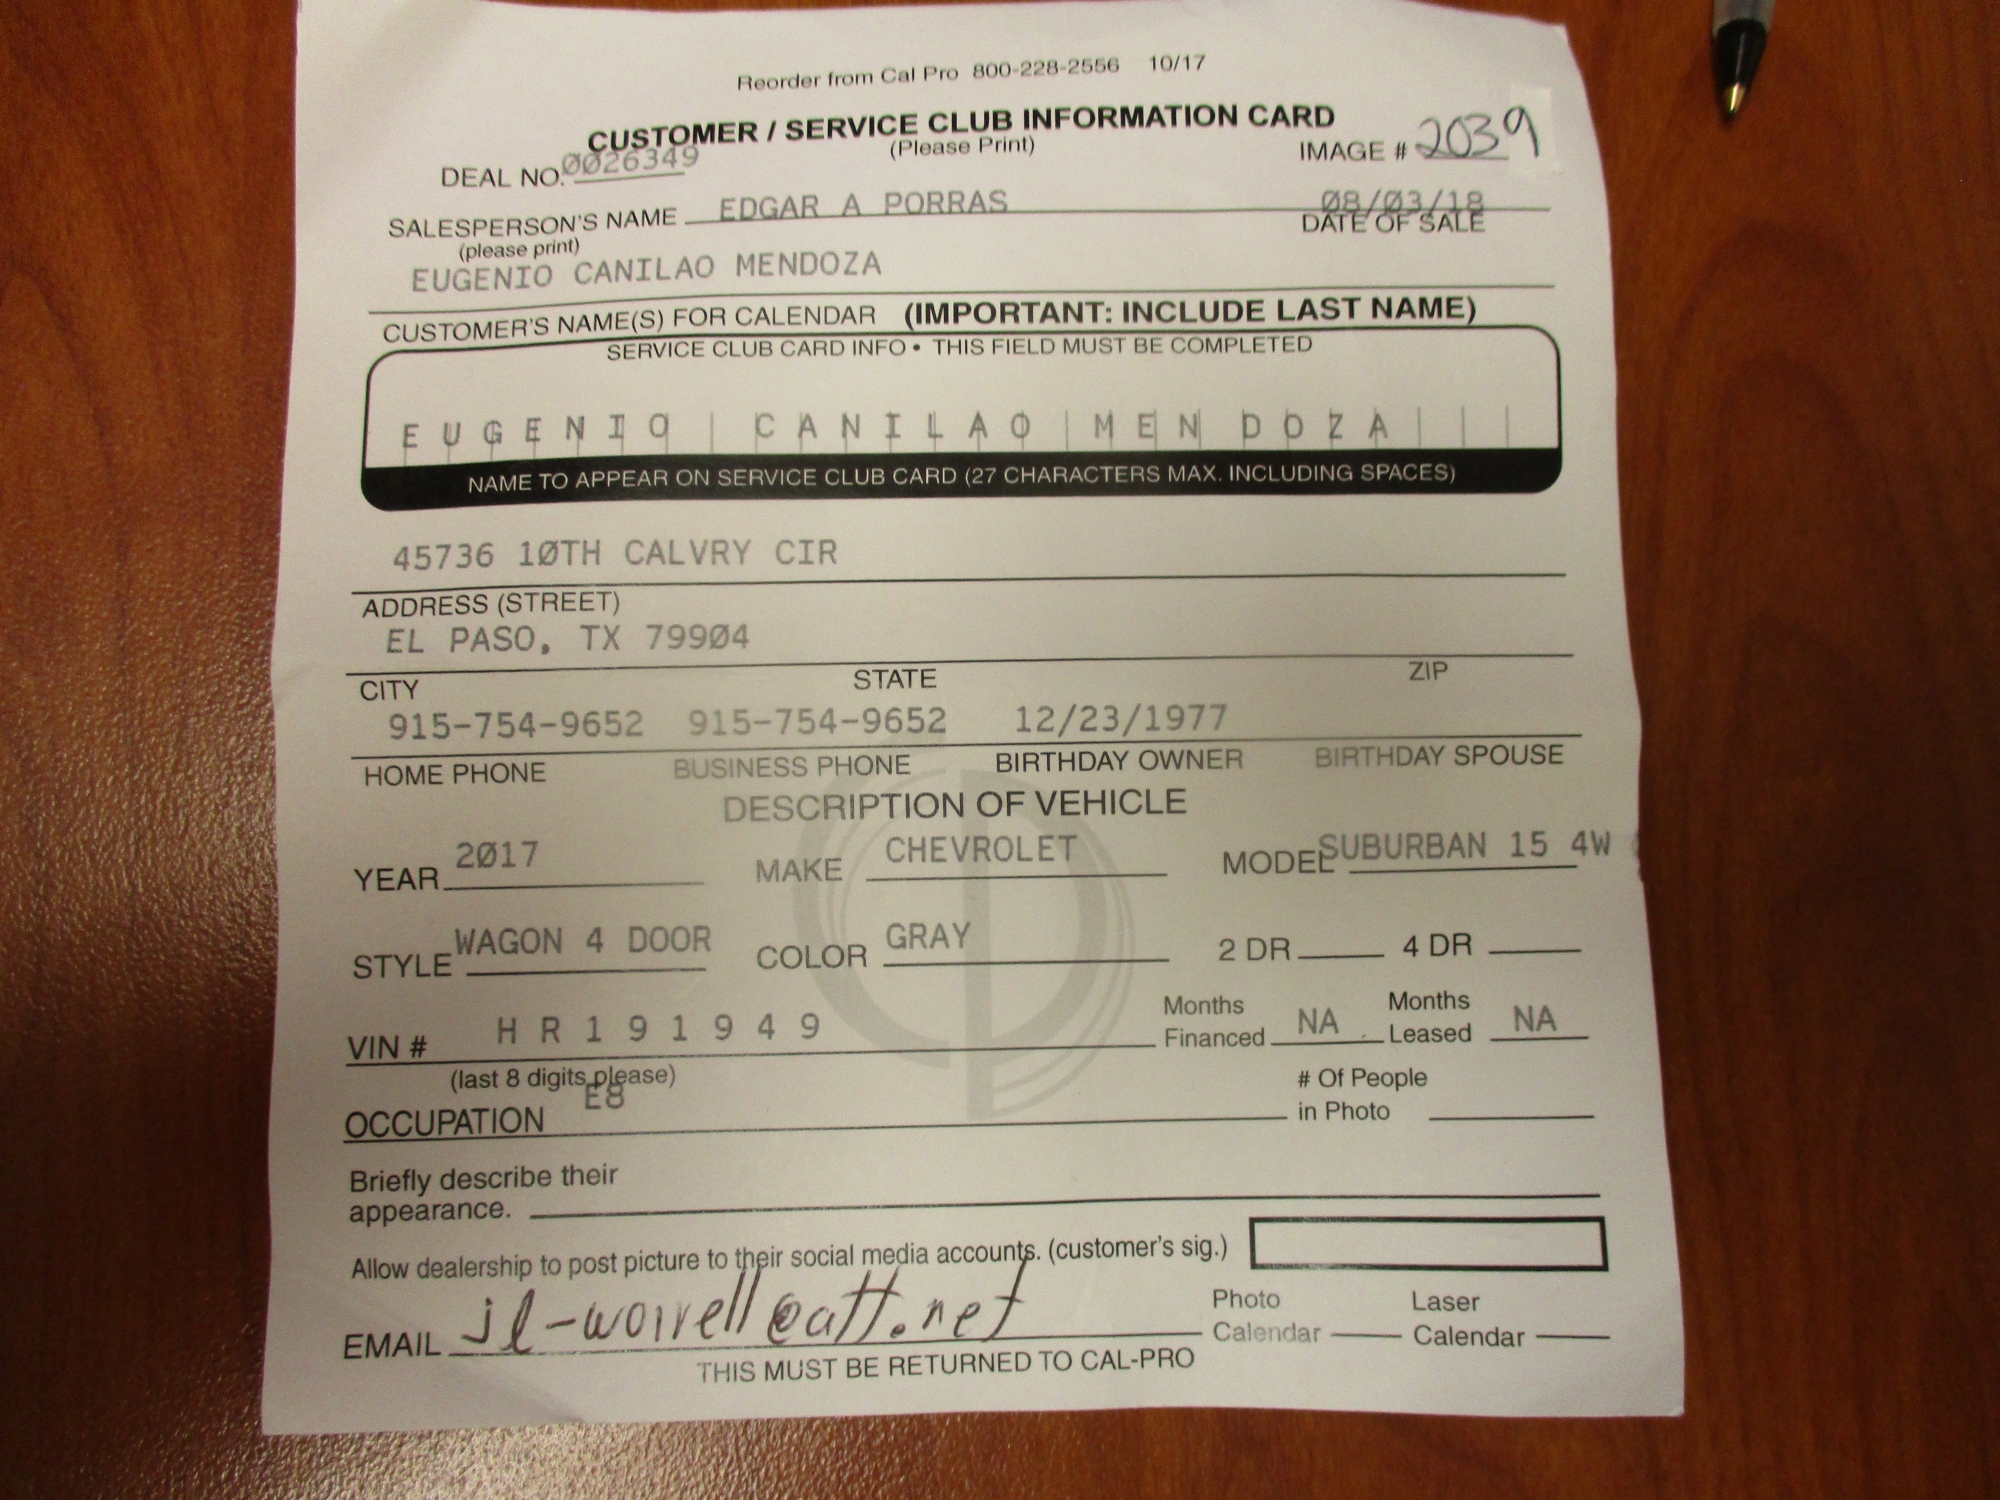 Reorder from Cal Pro 800-228-2556 10/17
CUSTOMER / SERVICE CLUB INFORMATION CARD
(Please Print)
DEAL NO. 0026349
IMAGE # 2039
SALESPERSON'S NAME EDGAR A PORRAS 08/03/18
(please print)
DATE OF SALE
EUGENIO CANILAO MENDOZA
CUSTOMER'S NAME(S) FOR CALENDAR (IMPORTANT: INCLUDE LAST NAME)
SERVICE CLUB CARD INFO • THIS FIELD MUST BE COMPLETED
EUGENIO CANILAO MENDOZA
NAME TO APPEAR ON SERVICE CLUB CARD (27 CHARACTERS MAX. INCLUDING SPACES)
45736 10TH CALVRY CIR
ADDRESS (STREET)
EL PASO, TX 79904
CITY STATE ZIP
915-754-9652 915-754-9652 12/23/1977
HOME PHONE BUSINESS PHONE BIRTHDAY OWNER BIRTHDAY SPOUSE
DESCRIPTION OF VEHICLE
YEAR 2017 MAKE CHEVROLET MODEL SUBURBAN 15 4W
STYLE WAGON 4 DOOR COLOR GRAY 2 DR 4 DR
VIN # HR191949 Months Financed NA Months Leased NA
(last 8 digits please)
OCCUPATION E8 # Of People in Photo
Briefly describe their
appearance.
Allow dealership to post picture to their social media accounts. (customer's sig.)
EMAIL jl-worrell@att.net Photo Calendar Laser Calendar
THIS MUST BE RETURNED TO CAL-PRO